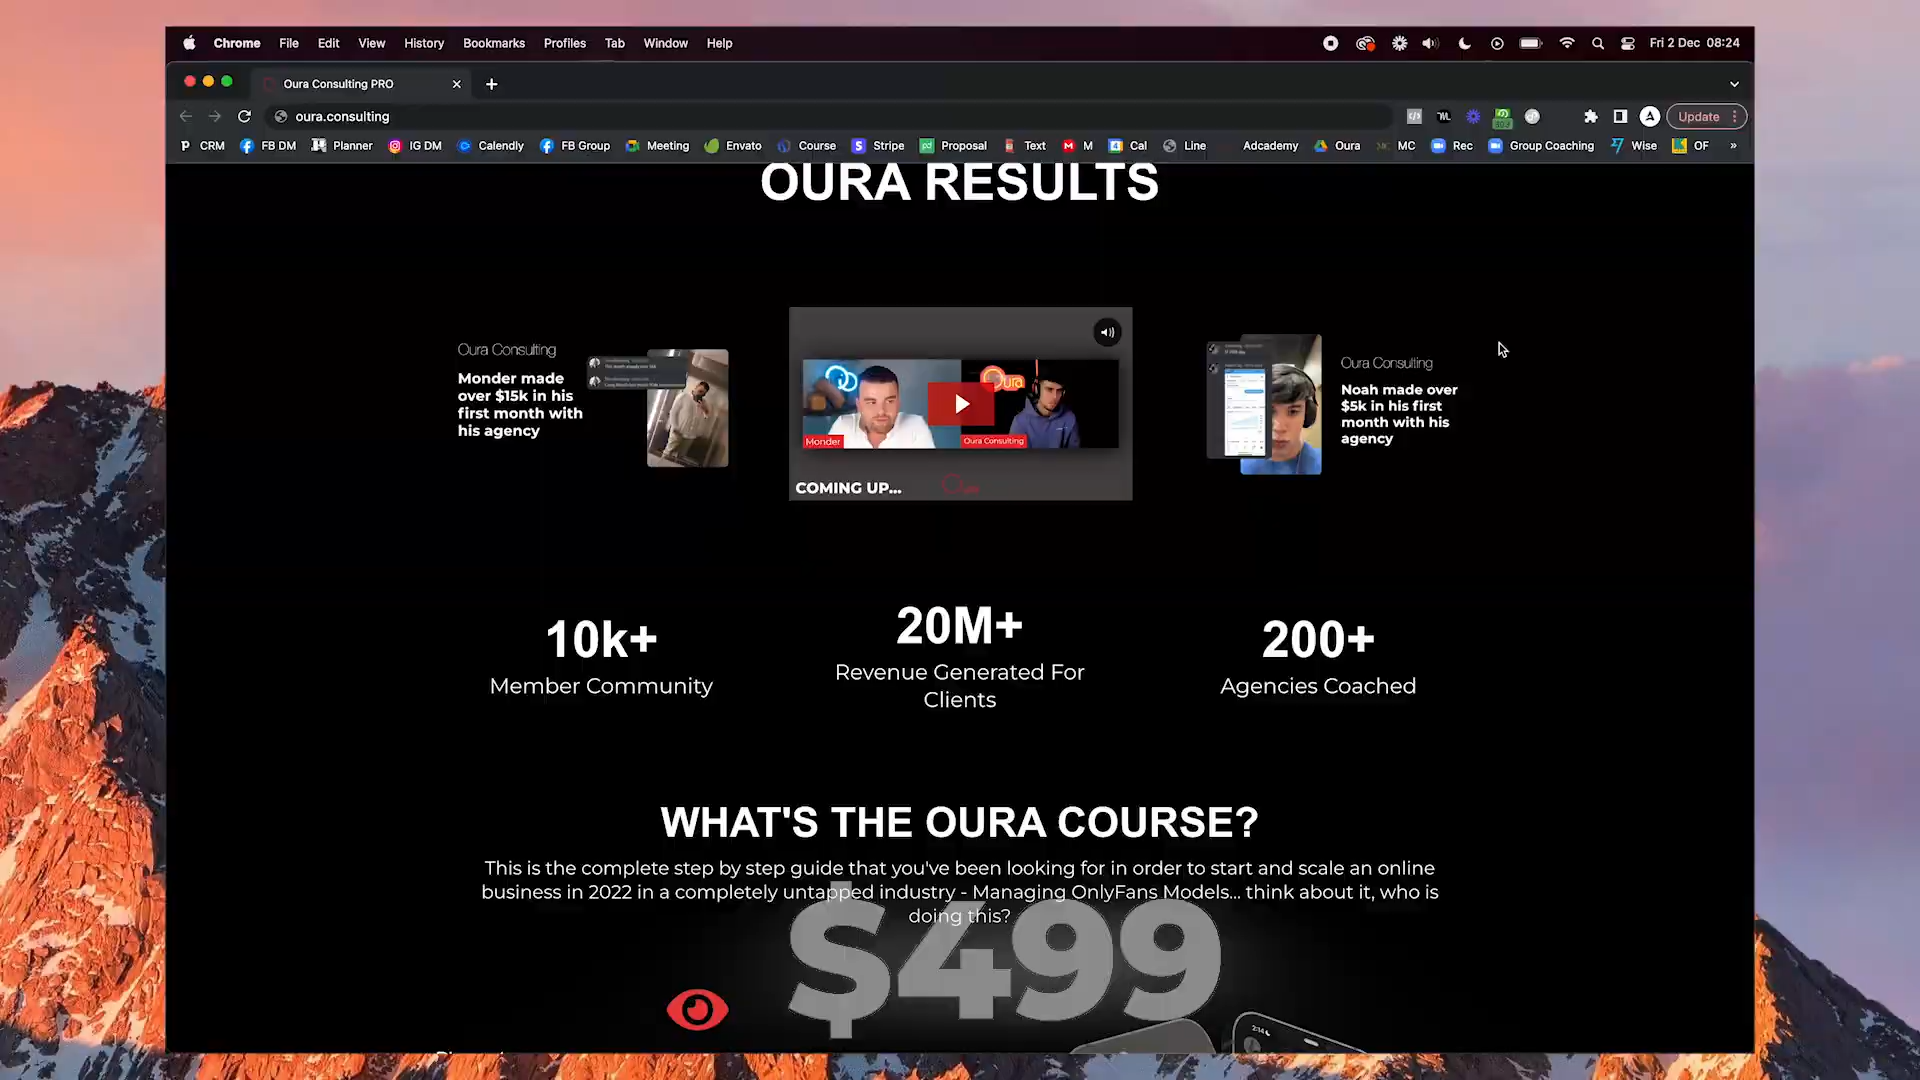 Chrome File Edit View History Bookmarks Profiles Tab Window Help Fri 2 Dec 08:24
Oura Consulting PRO
oura.consulting
A Update
CRM FB DM Planner IG DM Calendly FB Group Meeting Envato Course Stripe Proposal Text M Cal Line Adcademy Oura MC Rec Group Coaching Wise OF »
OURA RESULTS
Oura Consulting
Monder made
over $15k in his
first month with
his agency
Oura
Monder
Oura Consulting
COMING UP...
Oura Consulting
Noah made over
$5k in his first
month with his
agency
10k+
Member Community
20M+
Revenue Generated For
Clients
200+
Agencies Coached
WHAT'S THE OURA COURSE?
This is the complete step by step guide that you've been looking for in order to start and scale an online
business in 2022 in a completely untapped industry - Managing OnlyFans Models... think about it, who is
doing this?
$499
2:14